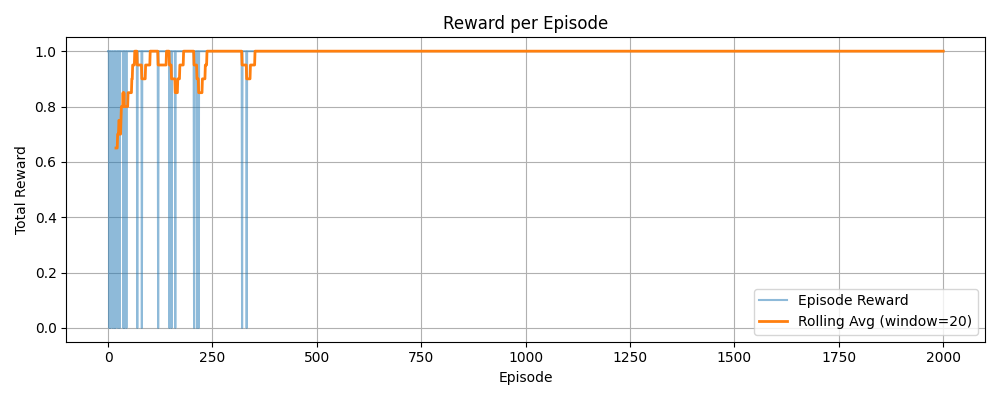 Reward per Episode
Total Reward
1.0
0.8
0.6
0.4
0.2
0.0
Episode Reward
Rolling Avg (window=20)
0 250 500 750 1000 1250 1500 1750 2000
Episode